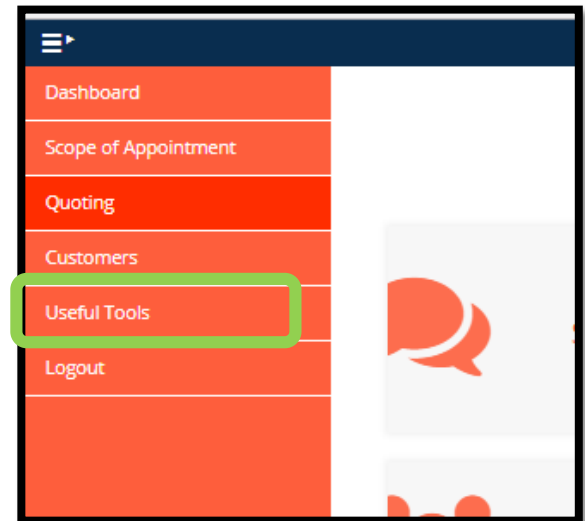 Dashboard
Scope of Appointment
Quoting
Customers
Useful Tools
Logout